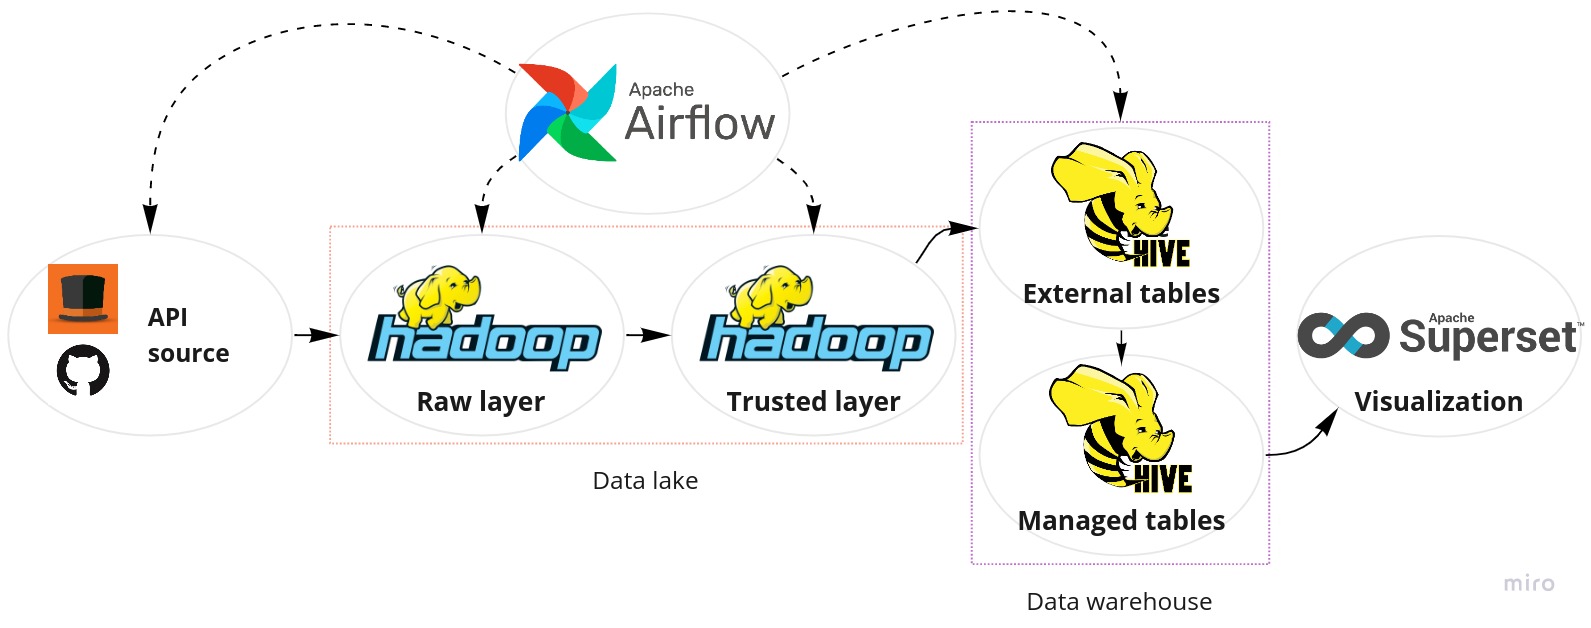 Apache
Airflow
API
source
hadoop
Raw layer
hadoop
Trusted layer
Data lake
HIVE
External tables
HIVE
Managed tables
Data warehouse
Apache
Superset™
Visualization
miro